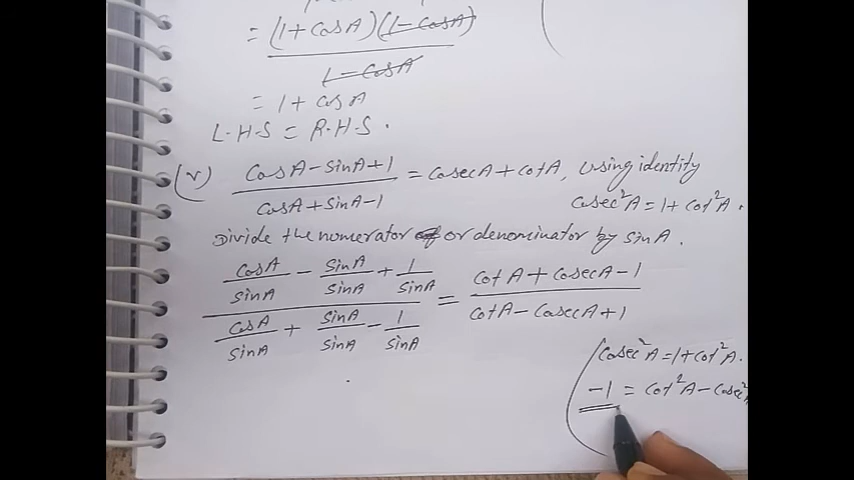 = (1 + cosA)(1 - cosA)
1 - cosA
= 1 + cosA
L.H.S = R.H.S.
(v) cosA - sinA + 1 = cosecA + cotA, using identity
cosA + sinA - 1 cosec²A = 1 + cot²A.
Divide the numerator or denominator by sinA.
cosA/sinA - sinA/sinA + 1/sinA = cotA + cosecA - 1
cosA/sinA + sinA/sinA - 1/sinA cotA - cosecA + 1
cosec²A = 1 + cot²A.
-1 = cot²A - cosec²A